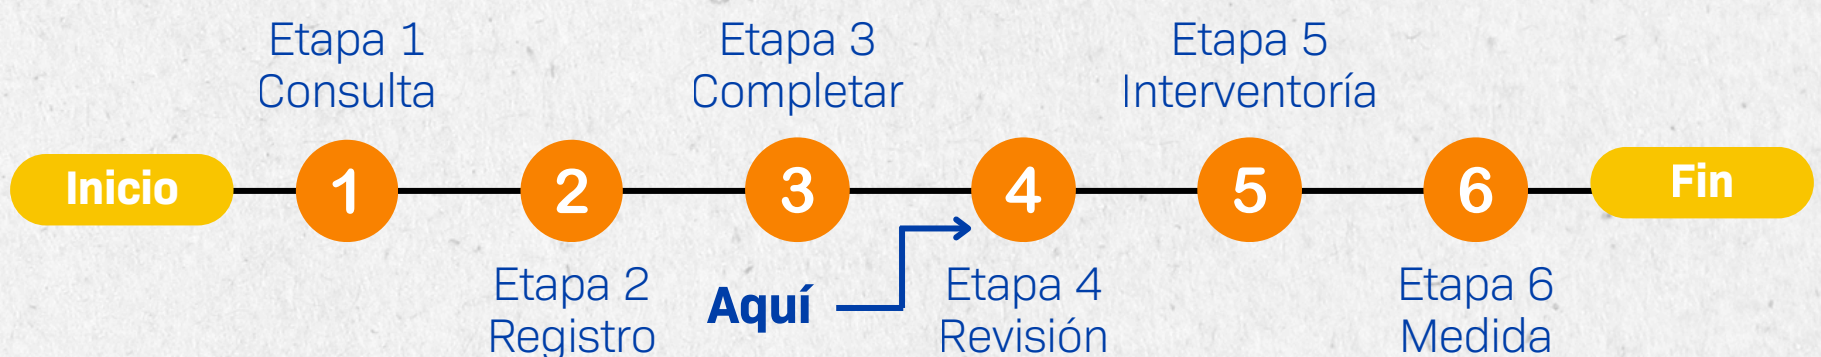 Etapa 1
Consulta
Etapa 3
Completar
Etapa 5
Interventoría
Inicio
1
2
3
4
5
6
Fin
Etapa 2
Registro
Aquí
Etapa 4
Revisión
Etapa 6
Medida